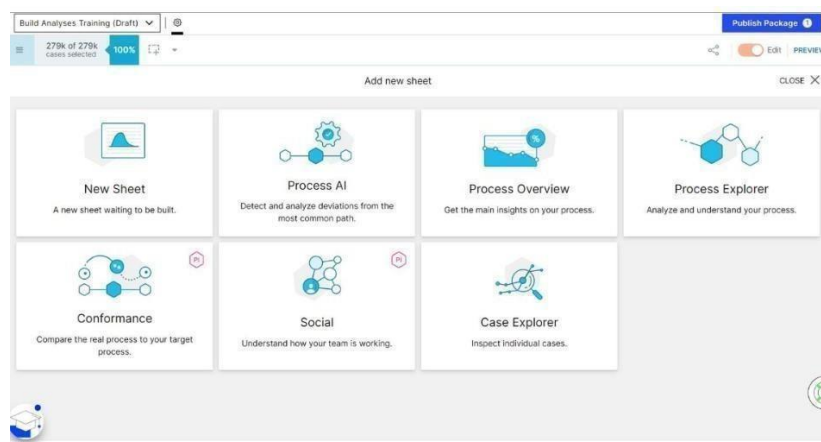 Build Analyses Training (Draft)
Publish Package 1
279k of 279k
cases selected
100%
Edit
PREVIEW
Add new sheet
CLOSE
New Sheet
A new sheet waiting to be built.
Process AI
Detect and analyze deviations from the
most common path.
%
Process Overview
Get the main insights on your process.
Process Explorer
Analyze and understand your process.
PI
Conformance
Compare the real process to your target
process.
PI
Social
Understand how your team is working.
Case Explorer
Inspect individual cases.